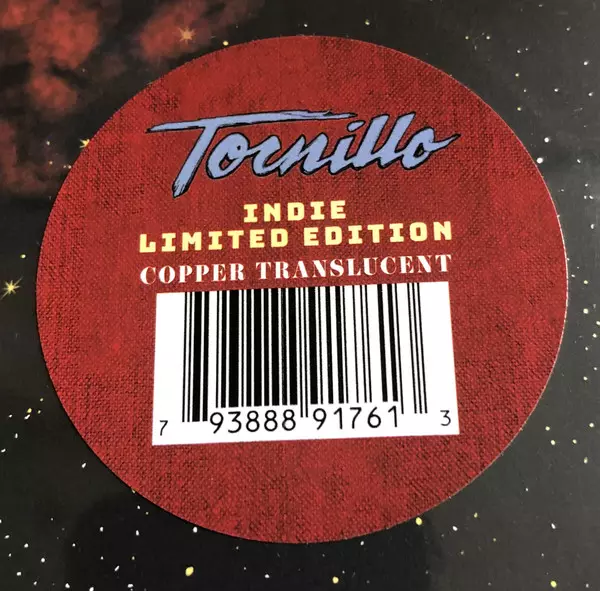 Tornillo
INDIE
LIMITED EDITION
COPPER TRANSLUCENT
7 93888 91761 3